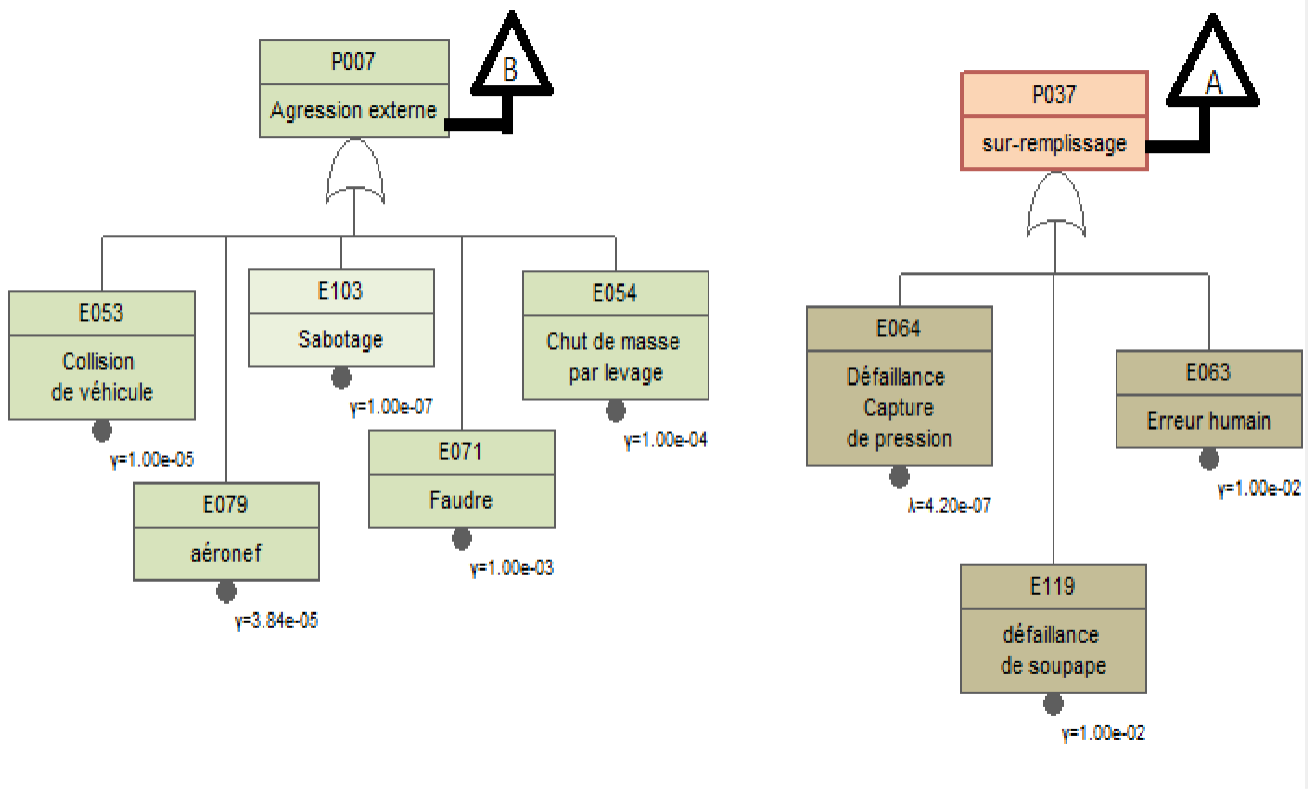 B
P007
Agression externe
E053
Collision
de véhicule
γ=1.00e-05
E079
aéronef
γ=3.84e-05
E103
Sabotage
γ=1.00e-07
E071
Faudre
γ=1.00e-03
E054
Chut de masse
par levage
γ=1.00e-04
A
P037
sur-remplissage
E064
Défaillance
Capture
de pression
λ=4.20e-07
E119
défaillance
de soupape
γ=1.00e-02
E063
Erreur humain
γ=1.00e-02